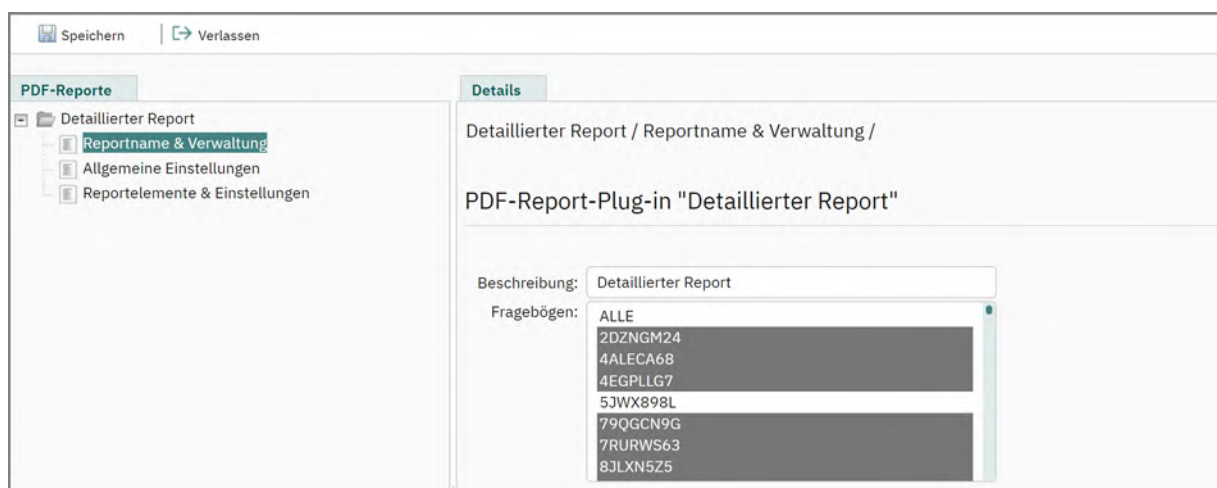 Speichern
Verlassen
PDF-Reporte
Detaillierter Report
Reportname & Verwaltung
Allgemeine Einstellungen
Reportelemente & Einstellungen
Details
Detaillierter Report / Reportname & Verwaltung /
PDF-Report-Plug-in "Detaillierter Report"
Beschreibung: Detaillierter Report
Fragebögen: ALLE
2DZNGM24
4ALECA68
4EGPLLG7
5JWX898L
79QGCN9G
7RURWS63
8JLXN5Z5